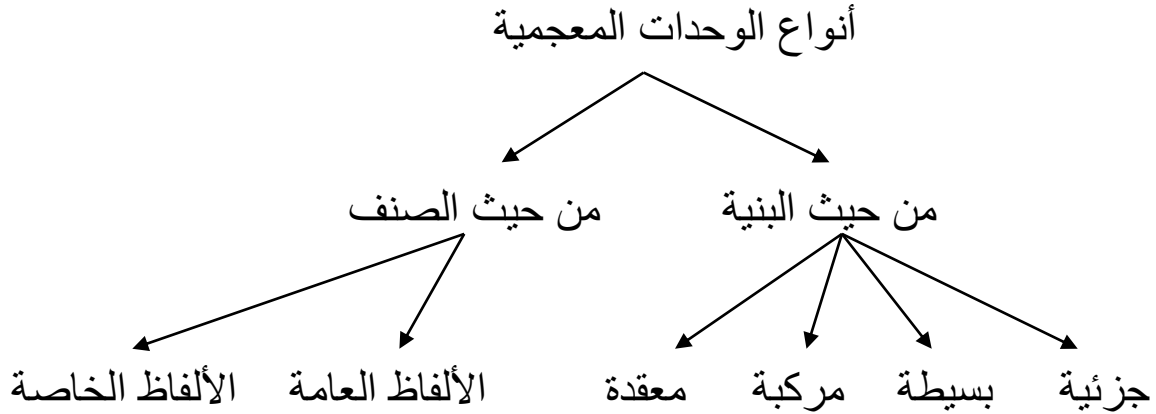 أنواع الوحدات المعجمية
من حيث البنية من حيث الصنف
جزئية بسيطة مركبة معقدة الألفاظ العامة الألفاظ الخاصة